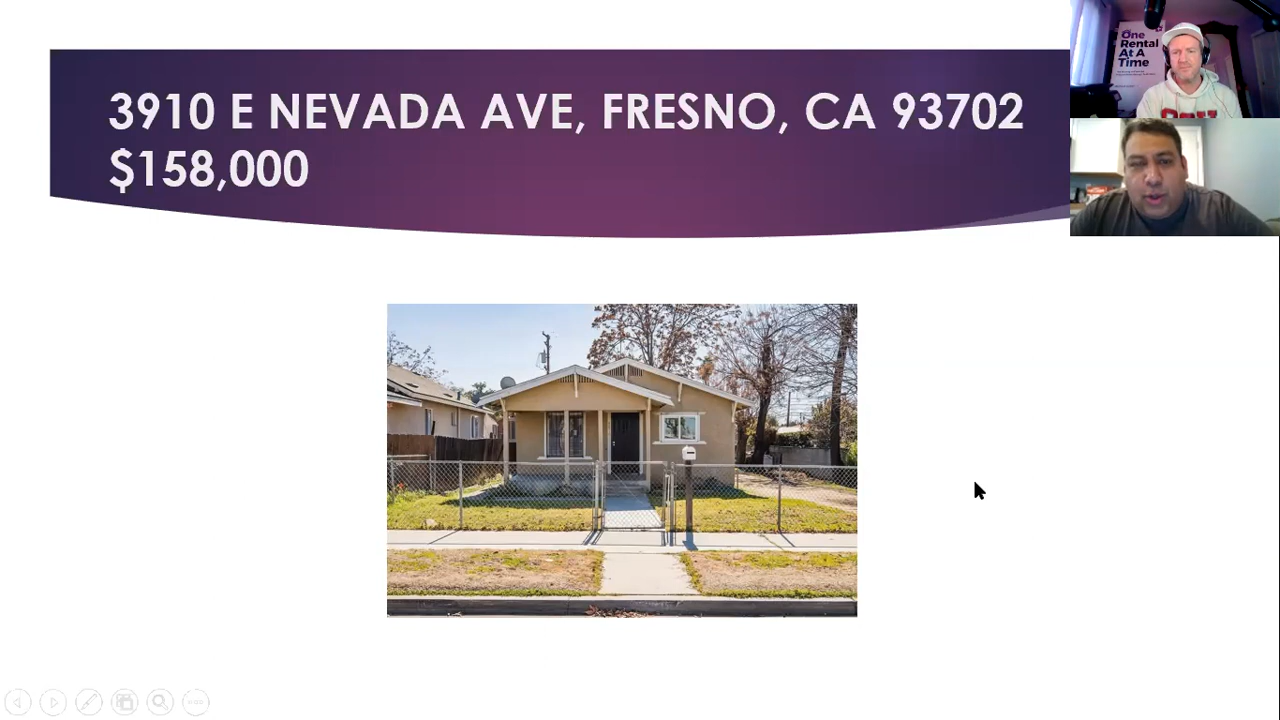 3910 E NEVADA AVE, FRESNO, CA 93702
$158,000
One
Rental
At A
Time